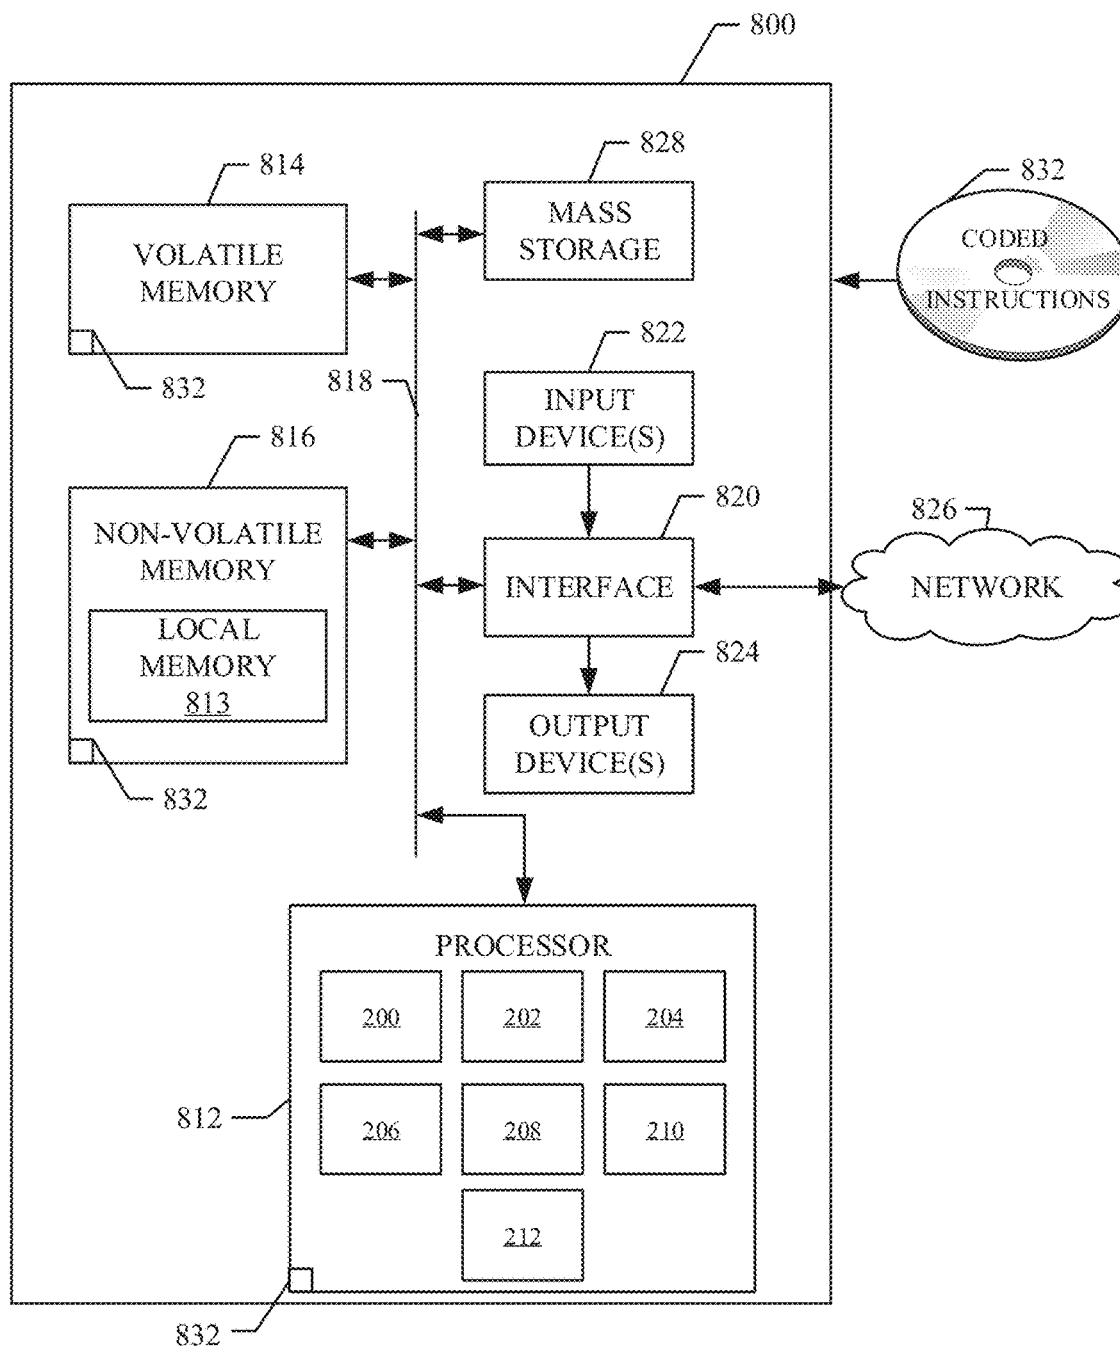 800
814
828
832
VOLATILE
MEMORY
MASS
STORAGE
CODED
INSTRUCTIONS
832
818
822
INPUT
DEVICE(S)
816
820
826
NON-VOLATILE
MEMORY
INTERFACE
NETWORK
LOCAL
MEMORY
813
824
OUTPUT
DEVICE(S)
832
PROCESSOR
200 202 204
812
206 208 210
212
832